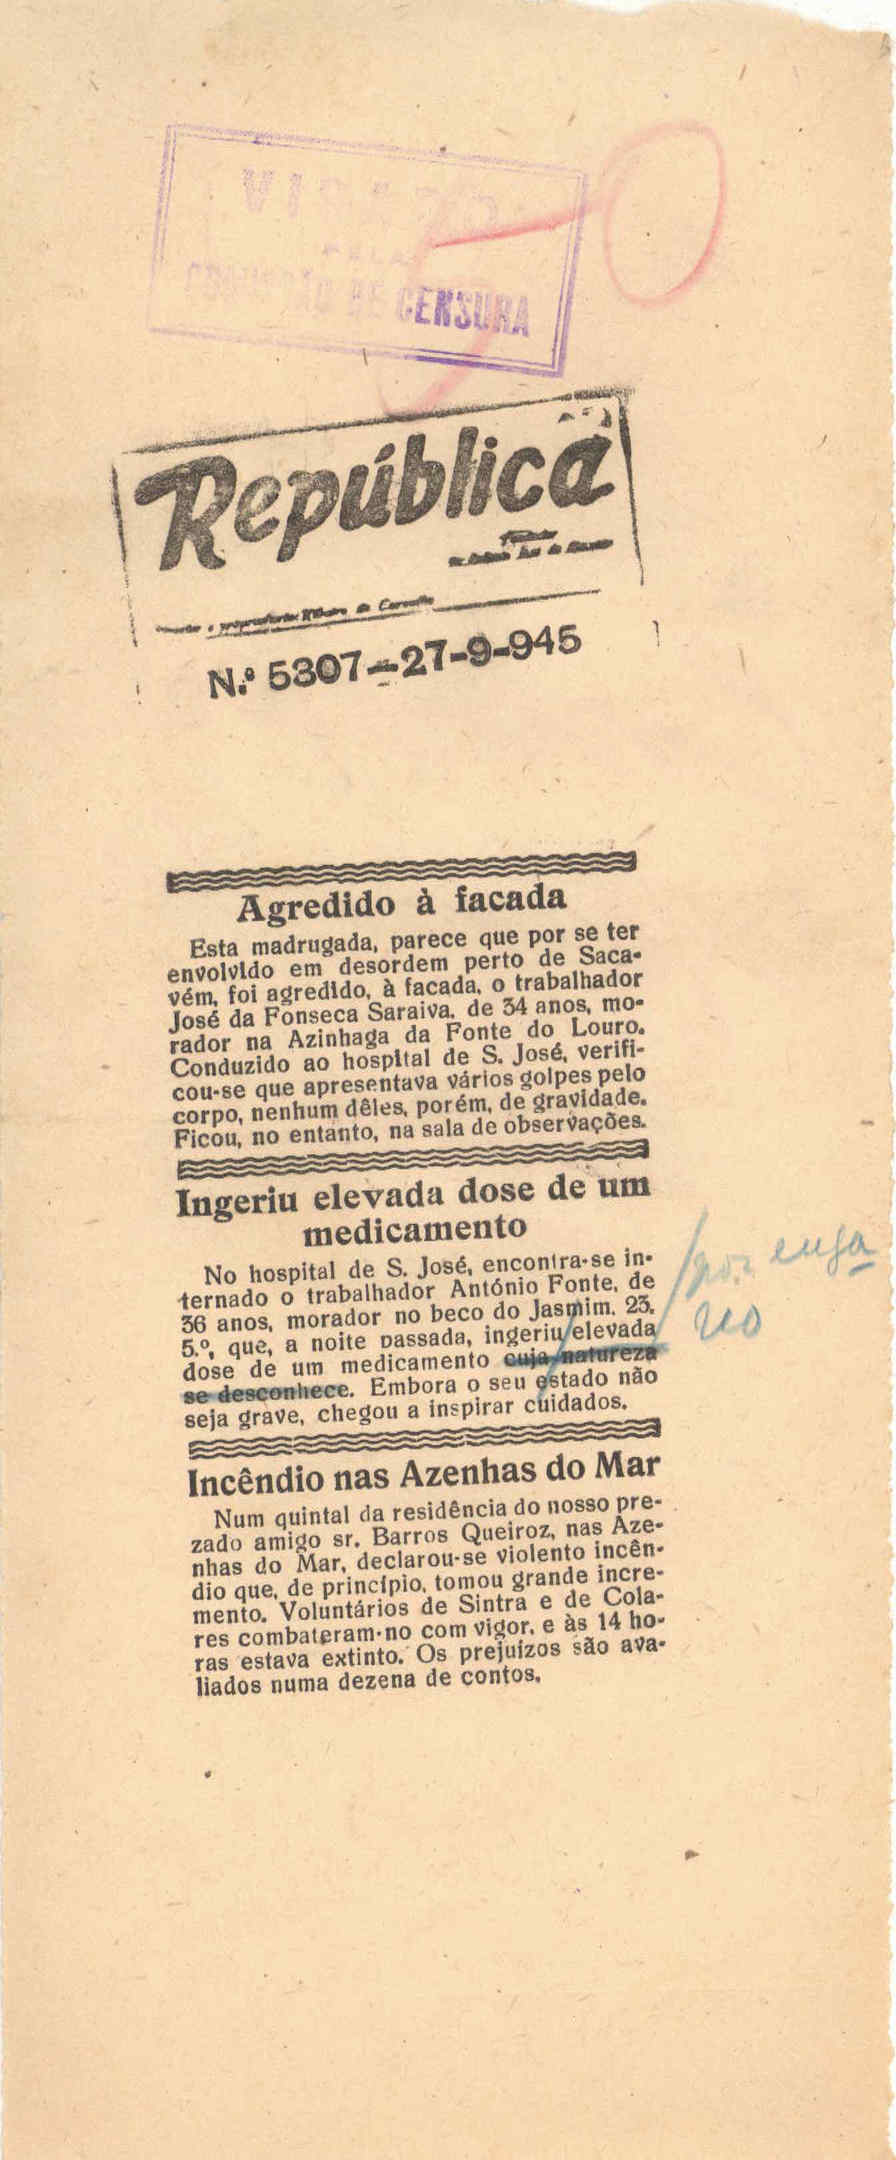 VISADO
PELA
COMISSÃO DE CENSURA
República
N.º 5307—27-9-945
Agredido à facada
Esta madrugada, parece que por se ter
envolvido em desordem perto de Saca-
vém, foi agredido, à facada, o trabalhador
José da Fonseca Saraiva, de 34 anos, mo-
rador na Azinhaga da Fonte do Louro.
Conduzido ao hospital de S. José, verifi-
cou-se que apresentava vários golpes pelo
corpo, nenhum dêles, porém, de gravidade.
Ficou, no entanto, na sala de observações.
Ingeriu elevada dose de um
medicamento
No hospital de S. José, encontra-se in-
ternado o trabalhador António Fonte, de
36 anos, morador no beco do Jasmim, 23,
5.º, que, a noite passada, ingeriu elevada
dose de um medicamento cuja natureza
se desconhece. Embora o seu estado não
seja grave, chegou a inspirar cuidados.
por enga
no
Incêndio nas Azenhas do Mar
Num quintal da residência do nosso pre-
zado amigo sr. Barros Queiroz, nas Aze-
nhas do Mar, declarou-se violento incên-
dio que, de princípio, tomou grande incre-
mento. Voluntários de Sintra e de Cola-
res combateram-no com vigor, e às 14 ho-
ras estava extinto. Os prejuízos são ava-
liados numa dezena de contos.